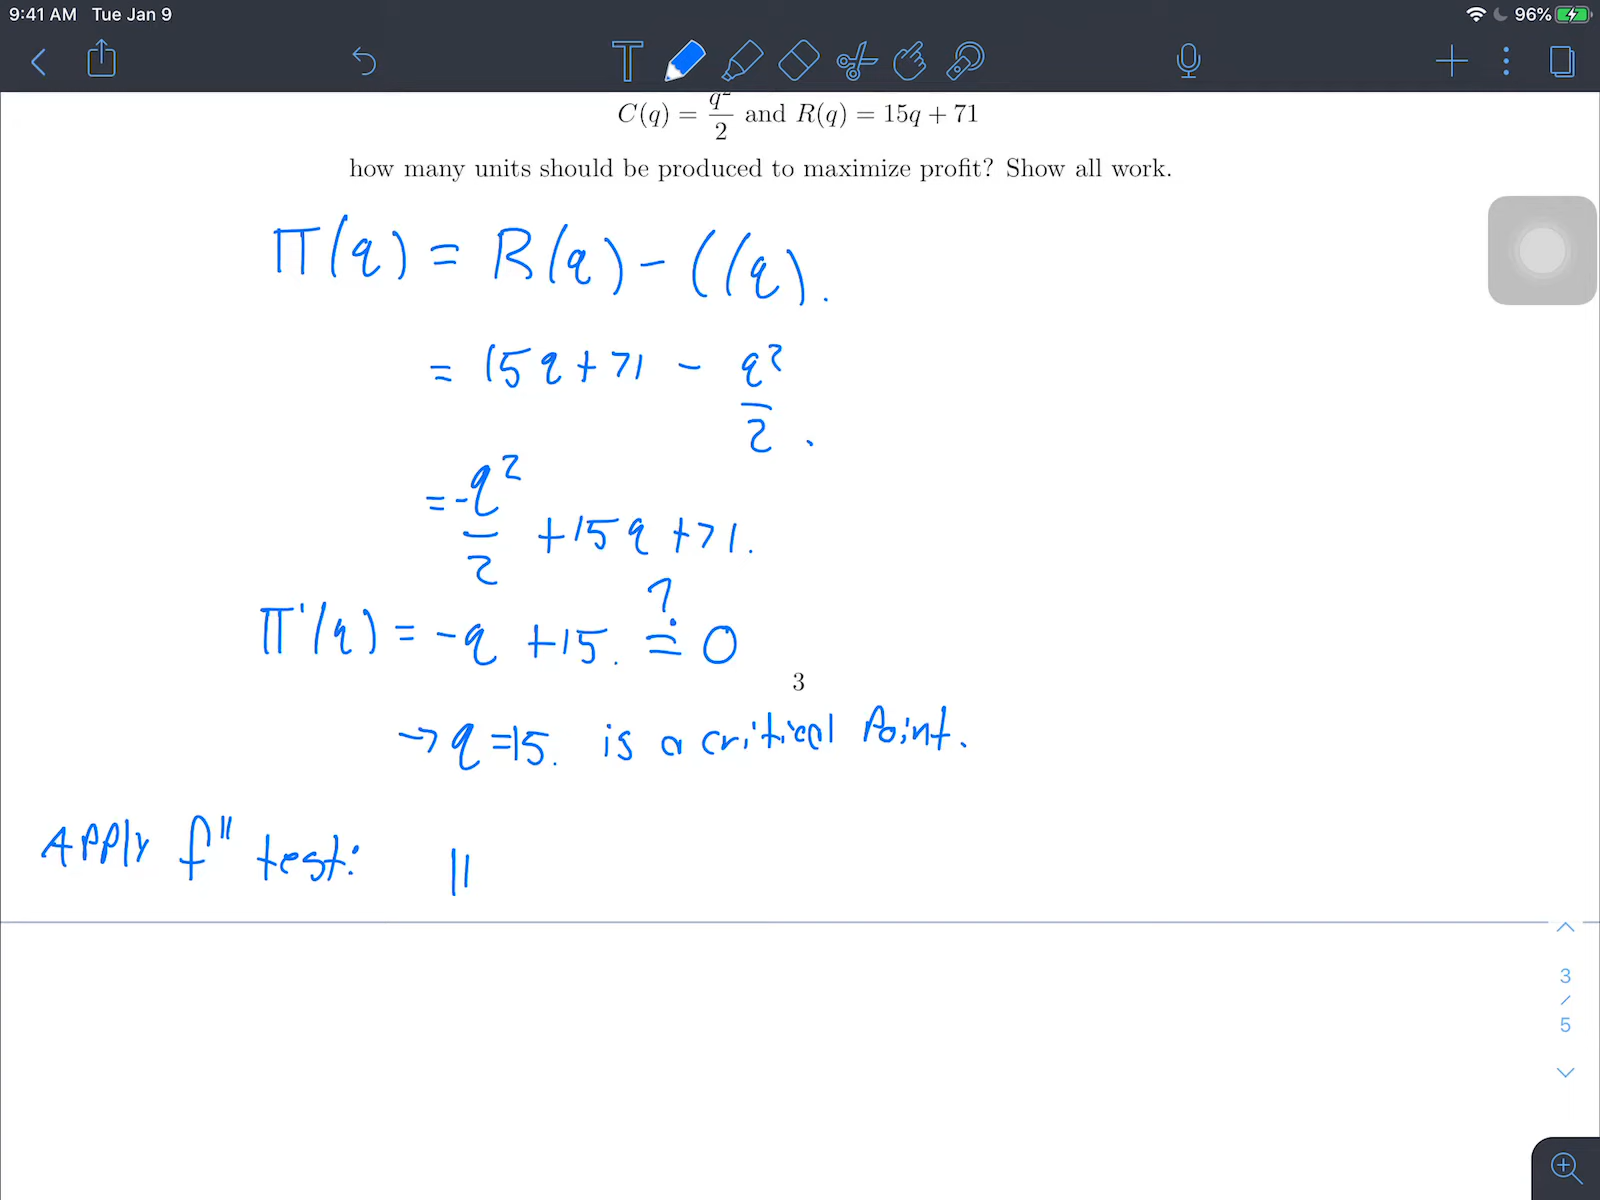 9:41 AM Tue Jan 9 96%
C(q) = q²/2 and R(q) = 15q + 71
how many units should be produced to maximize profit? Show all work.
Π(q) = R(q) - C(q).
= 15q + 71 - q²/2.
= -q²/2 + 15q + 71.
Π'(q) = -q + 15. ?= 0
3
→ q = 15. is a critical point.
Apply f'' test: 
3
/
5